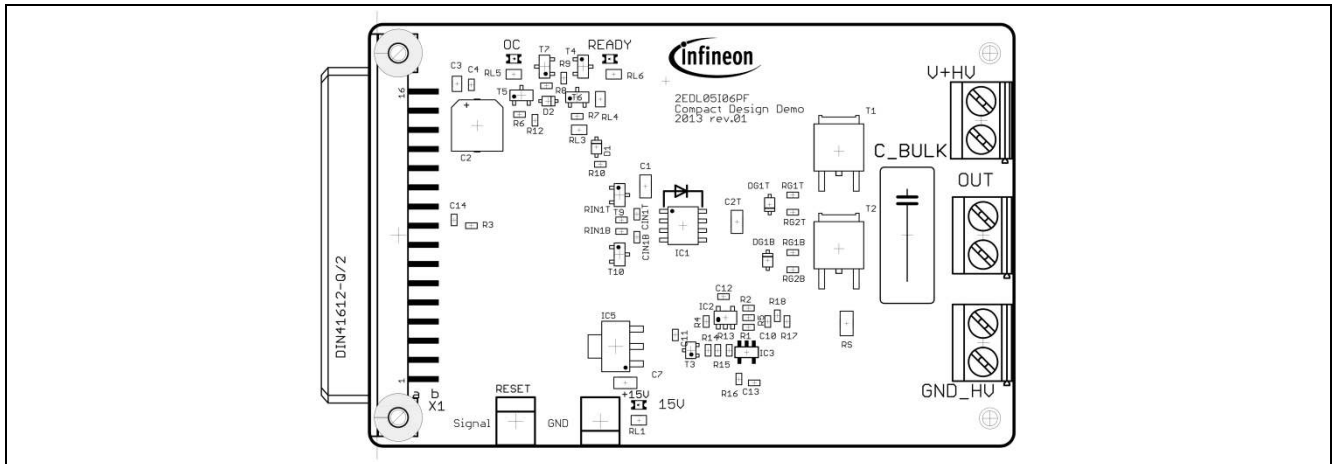 OC
T7
T4
READY
infineon
C3
C4
RL5
R9
RL6
V+HV
16
T5
R8
T6
D2
2EDL05I06PF
Compact Design Demo
2013 rev.01
T1
R6
R12
R7
RL4
RL3
C2
D1
R10
C1
C_BULK
OUT
RIN1T
T9
CIN1T
DG1T
RG1T
C2T
RG2T
T2
C14
R3
RIN1B
CIN1B
T10
IC1
DG1B
RG1B
RG2B
C12
IC2
R2
R18
R4
R5
IC5
C11
R14
R13
R1
C10
R17
RS
DIN41612-Q/2
T3
R15
IC3
C7
R16
C13
1
a b
X1
RESET
+15V
15V
GND_HV
Signal
GND
RL1